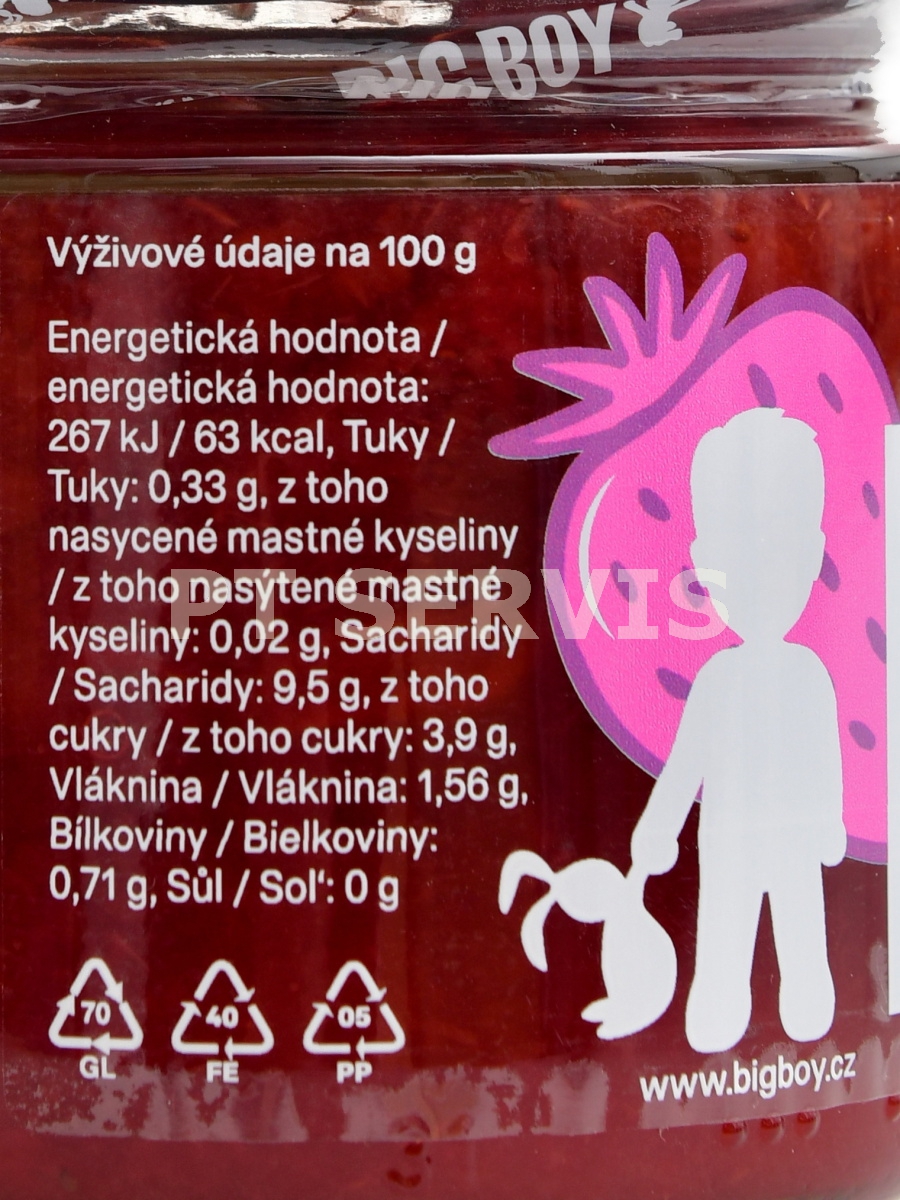 BIG BOY
Výživové údaje na 100 g
Energetická hodnota /
energetická hodnota:
267 kJ / 63 kcal, Tuky /
Tuky: 0,33 g, z toho
nasycené mastné kyseliny
/ z toho nasýtené mastné
kyseliny: 0,02 g, Sacharidy
/ Sacharidy: 9,5 g, z toho
cukry / z toho cukry: 3,9 g,
Vláknina / Vláknina: 1,56 g,
Bílkoviny / Bielkoviny:
0,71 g, Sůl / Sol‘: 0 g
PT SERVIS
70 40 05
GL FE PP
www.bigboy.cz